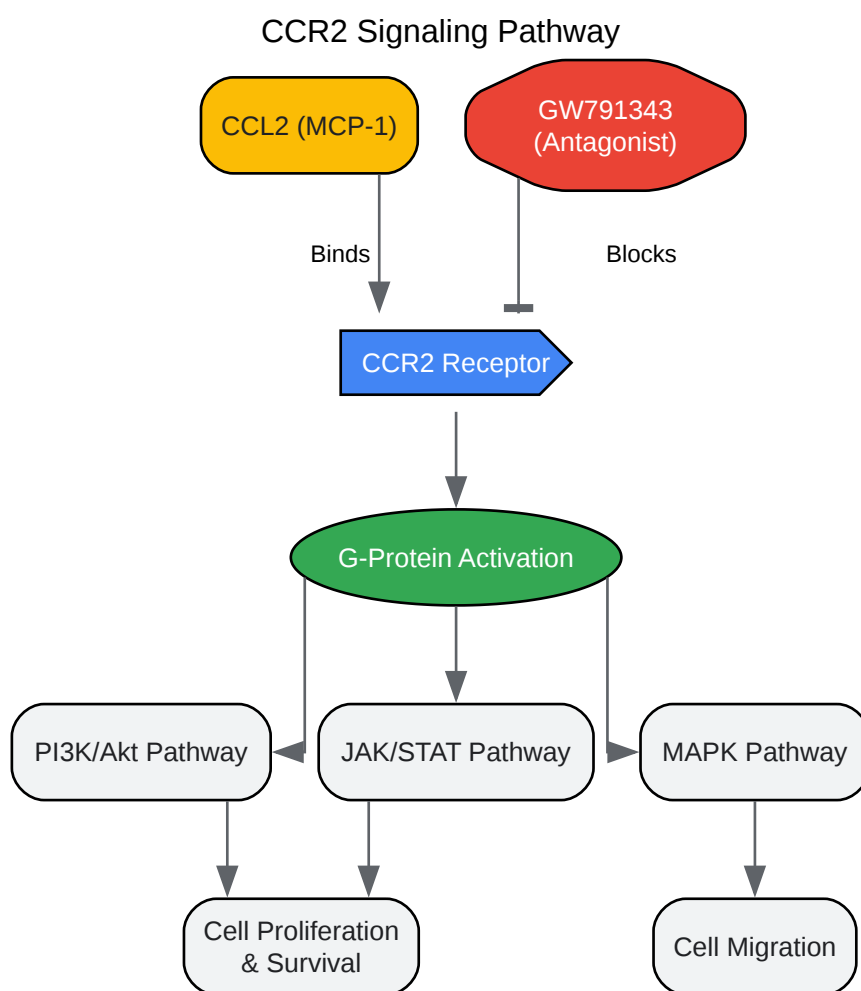 CCR2 Signaling Pathway
CCL2 (MCP-1)
GW791343
(Antagonist)
Binds
Blocks
CCR2 Receptor
G-Protein Activation
PI3K/Akt Pathway
JAK/STAT Pathway
MAPK Pathway
Cell Proliferation
& Survival
Cell Migration